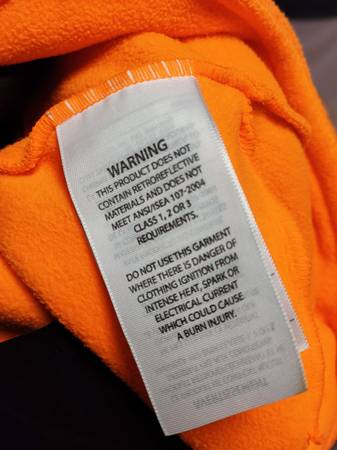 WARNING
THIS PRODUCT DOES NOT
CONTAIN RETROREFLECTIVE
MATERIALS AND DOES NOT
MEET ANSI/ISEA 107-2004
CLASS 1, 2 OR 3
REQUIREMENTS.
DO NOT USE THIS GARMENT
WHERE THERE IS DANGER OF
CLOTHING IGNITION FROM
INTENSE HEAT, SPARK OR
ELECTRICAL CURRENT
WHICH COULD CAUSE
A BURN INJURY.